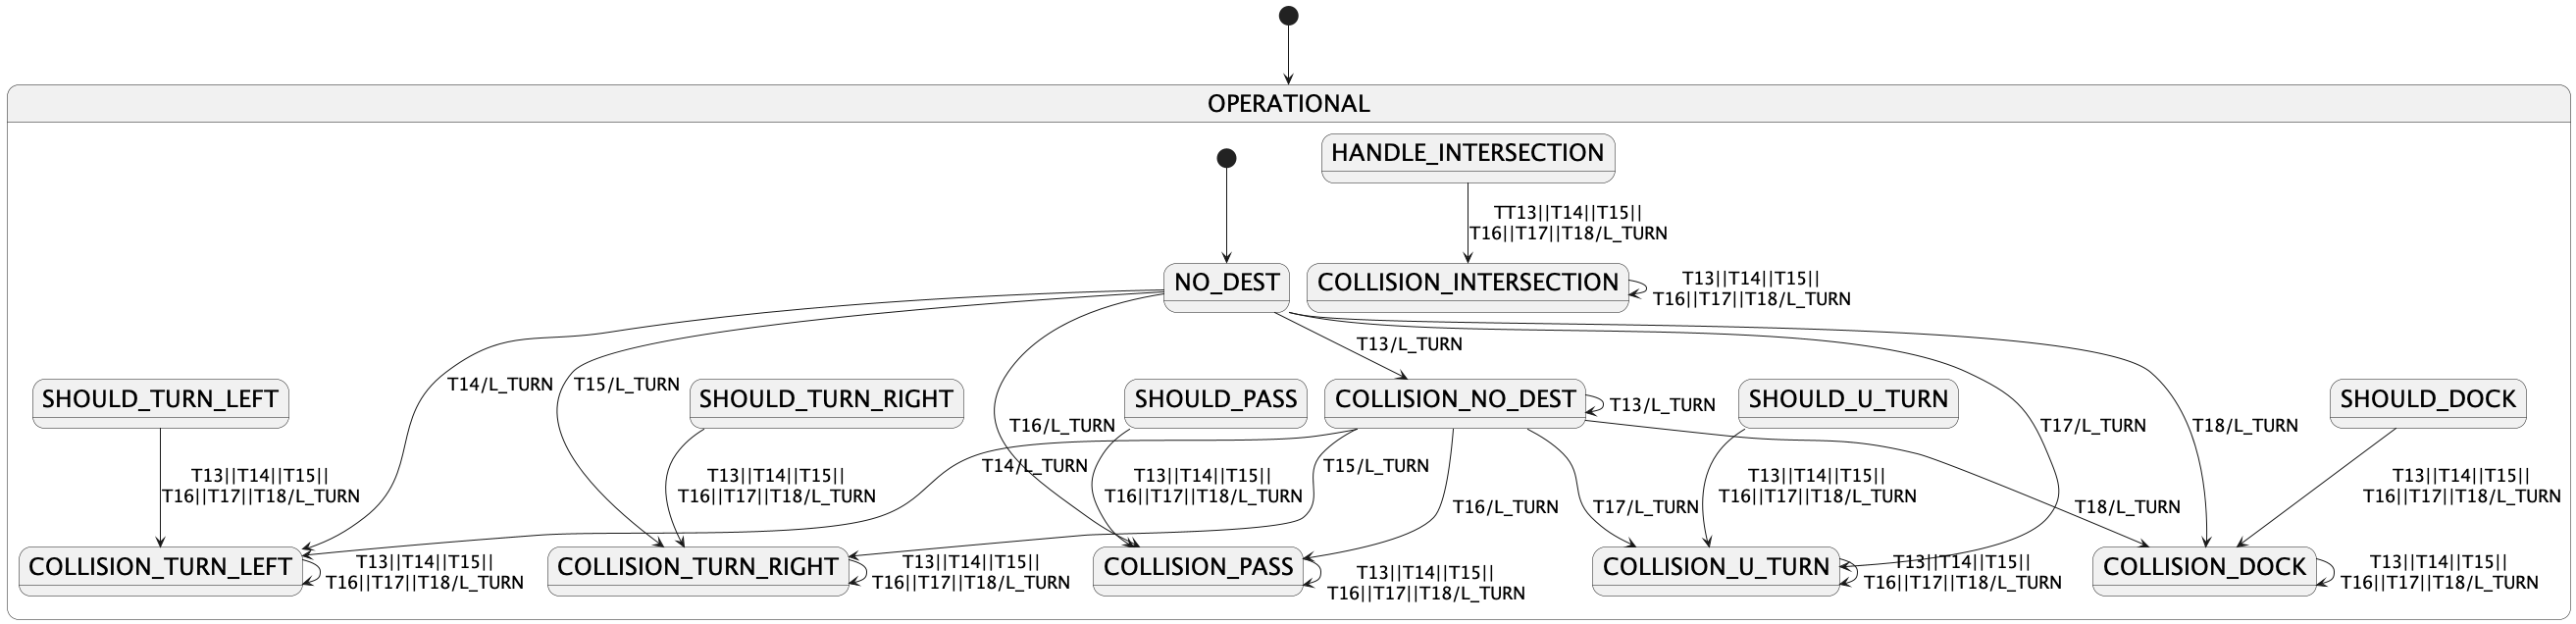 OPERATIONAL
HANDLE_INTERSECTION
TT13||T14||T15||
T16||T17||T18/L_TURN
NO_DEST
COLLISION_INTERSECTION
T13||T14||T15||
T16||T17||T18/L_TURN
T13/L_TURN
T14/L_TURN
T15/L_TURN
T16/L_TURN
T17/L_TURN
T18/L_TURN
SHOULD_TURN_LEFT
SHOULD_TURN_RIGHT
SHOULD_PASS
COLLISION_NO_DEST
T13/L_TURN
SHOULD_U_TURN
SHOULD_DOCK
T13||T14||T15||
T16||T17||T18/L_TURN
T13||T14||T15||
T16||T17||T18/L_TURN
T14/L_TURN
T13||T14||T15||
T16||T17||T18/L_TURN
T15/L_TURN
T16/L_TURN
T17/L_TURN
T13||T14||T15||
T16||T17||T18/L_TURN
T18/L_TURN
T13||T14||T15||
T16||T17||T18/L_TURN
COLLISION_TURN_LEFT
T13||T14||T15||
T16||T17||T18/L_TURN
COLLISION_TURN_RIGHT
T13||T14||T15||
T16||T17||T18/L_TURN
COLLISION_PASS
T13||T14||T15||
T16||T17||T18/L_TURN
COLLISION_U_TURN
T13||T14||T15||
T16||T17||T18/L_TURN
COLLISION_DOCK
T13||T14||T15||
T16||T17||T18/L_TURN